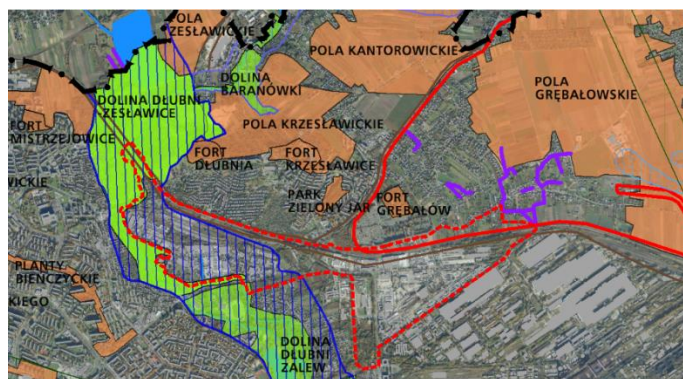 POLA
ZESŁAWICKIE
POLA KANTOROWICKIE
POLA
GRĘBAŁOWSKIE
DOLINA
BARANÓWKI
DOLINA DŁUBNI
ZESŁAWICE
FORT
MISTRZEJOWICE
POLA KRZESŁAWICKIE
FORT
DŁUBNIA
FORT
KRZESŁAWICE
WICKIE
PARK
ZIELONY JAR
FORT
GRĘBAŁÓW
PLANTY
BIEŃCZYCKIE
KIEGO
DOLINA
DŁUBNI
ZALEW